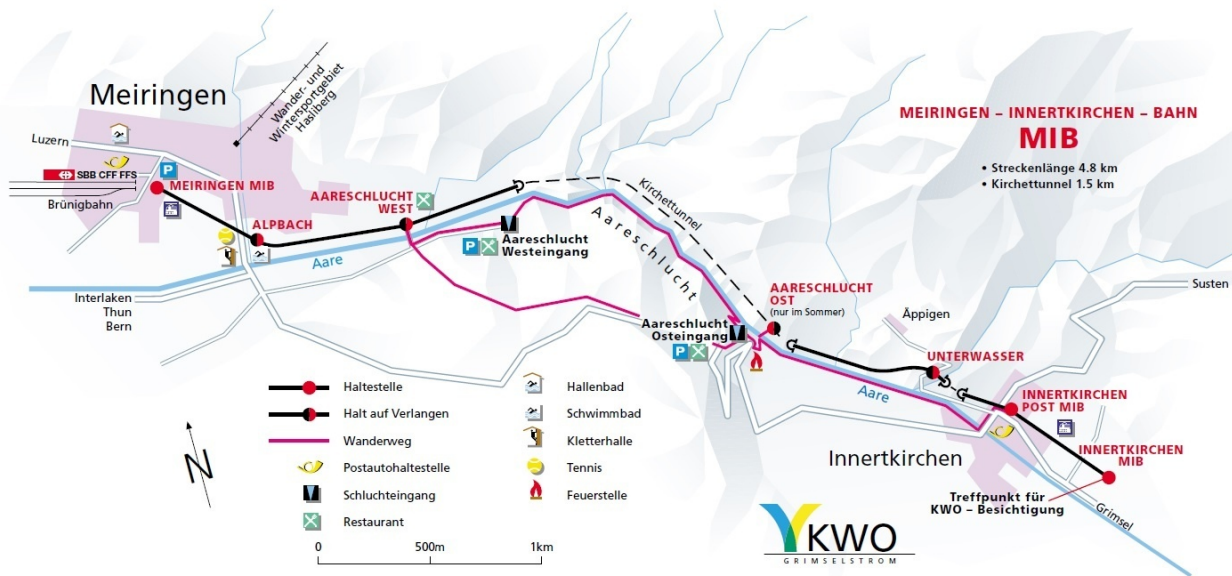 Meiringen
Wander- und
Wintersportgebiet
Hasliberg
Luzern
P
SBB CFF FFS
MEIRINGEN MIB
Brünigbahn
ALPBACH
AARESCHLUCHT
WEST
Aare
P
Aareschlucht
Westeingang
Interlaken
Thun
Bern
Kirchettunnel
Aareschlucht
MEIRINGEN – INNERTKIRCHEN – BAHN
MIB
• Streckenlänge 4.8 km
• Kirchettunnel 1.5 km
AARESCHLUCHT
OST
(nur im Sommer)
Aareschlucht
Osteingang
P
Susten
Äppigen
UNTERWASSER
Aare
INNERTKIRCHEN
POST MIB
Innertkirchen
INNERTKIRCHEN
MIB
Treffpunkt für
KWO – Besichtigung
Grimsel
Haltestelle
Halt auf Verlangen
Wanderweg
Postautohaltestelle
Schluchteingang
Restaurant
Hallenbad
Schwimmbad
Kletterhalle
Tennis
Feuerstelle
N
0 500m 1km
KWO
GRIMSELSTROM